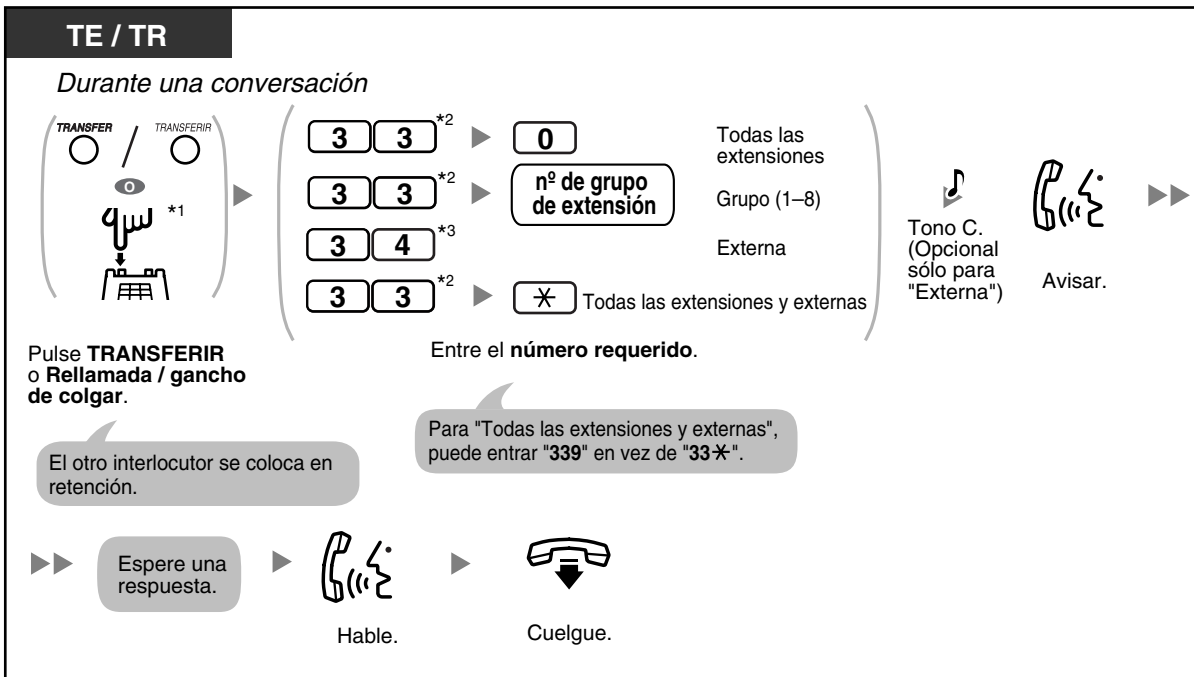 TE / TR
Durante una conversación
TRANSFER / TRANSFERIR
O
*1
3 3 *2 0 Todas las
extensiones
3 3 *2 nº de grupo
de extensión Grupo (1–8)
3 4 *3 Externa
3 3 *2 * Todas las extensiones y externas
Tono C.
(Opcional
sólo para
"Externa")
Avisar.
Pulse TRANSFERIR
o Rellamada / gancho
de colgar.
Entre el número requerido.
El otro interlocutor se coloca en
retención.
Para "Todas las extensiones y externas",
puede entrar "339" en vez de "33*".
Espere una
respuesta.
Hable.
Cuelgue.